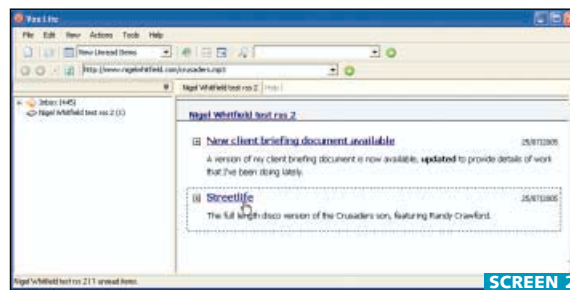 Vox Lite
File Edit View Actions Tools Help
New Unread Items
http://www.nigelwhitfield.com/crusaders.mp3
Nigel Whitfield test rss 2 Help
Inbox (445)
Nigel Whitfield test rss 2 (1)
Nigel Whitfield test rss 2
New client briefing document available 25/07/2005
A version of my client briefing document is now available, updated to provide details of work
that I've been doing lately.
Streetlife 25/07/2005
The full length disco version of the Crusaders son, featuring Randy Crawford.
Nigel Whitfield test rss 2 | 1 unread items
SCREEN 2